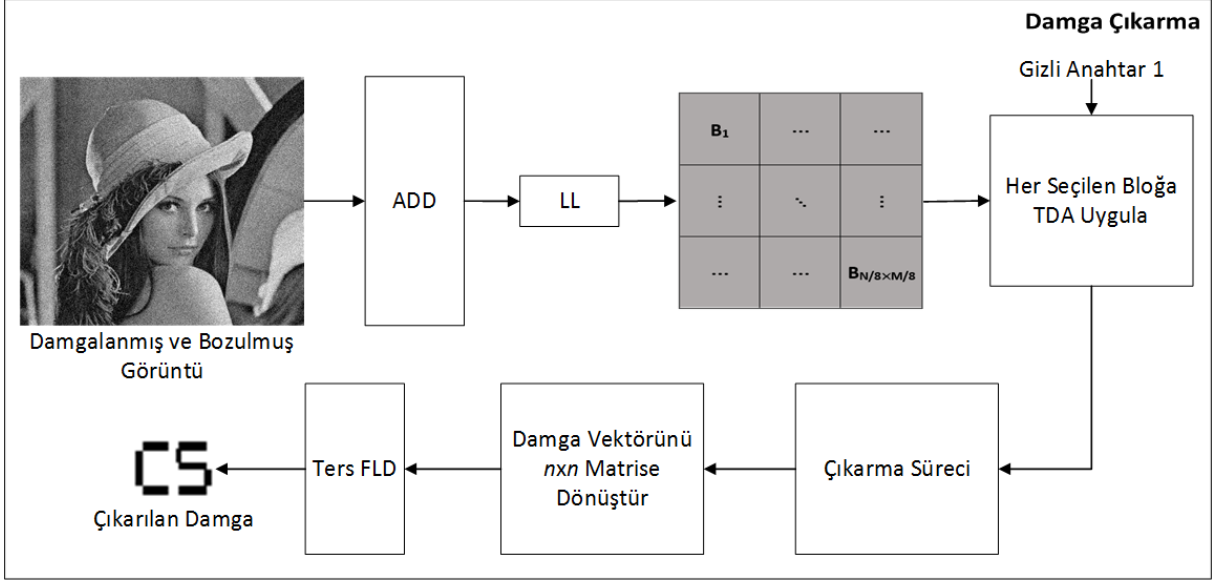 Damga Çıkarma
Gizli Anahtar 1
Damgalanmış ve Bozulmuş
Görüntü
ADD
LL
B₁ ... ...
⋮ ⋱ ⋮
... ... B_N/8×M/8
Her Seçilen Bloğa
TDA Uygula
Çıkarma Süreci
Damga Vektörünü
nxn Matrise
Dönüştür
Ters FLD
CS
Çıkarılan Damga